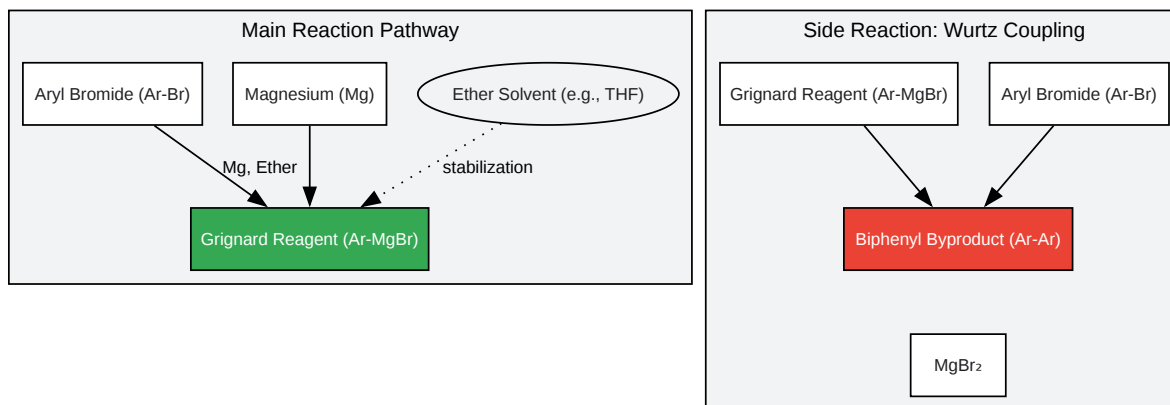 Main Reaction Pathway
Aryl Bromide (Ar-Br)
Magnesium (Mg)
Ether Solvent (e.g., THF)
Mg, Ether
stabilization
Grignard Reagent (Ar-MgBr)
Side Reaction: Wurtz Coupling
Grignard Reagent (Ar-MgBr)
Aryl Bromide (Ar-Br)
Biphenyl Byproduct (Ar-Ar)
MgBr₂